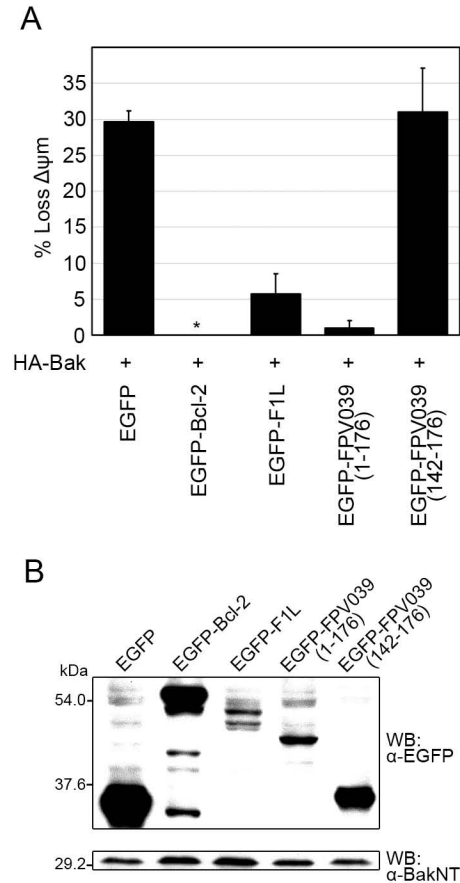 A
% Loss Δψm
35
30
25
20
15
10
5
0
*
HA-Bak + + + + +
EGFP
EGFP-Bcl-2
EGFP-F1L
EGFP-FPV039
(1-176)
EGFP-FPV039
(142-176)
B
EGFP
EGFP-Bcl-2
EGFP-F1L
EGFP-FPV039
(1-176)
EGFP-FPV039
(142-176)
kDa
54.0
37.6
WB:
α-EGFP
29.2
WB:
α-BakNT